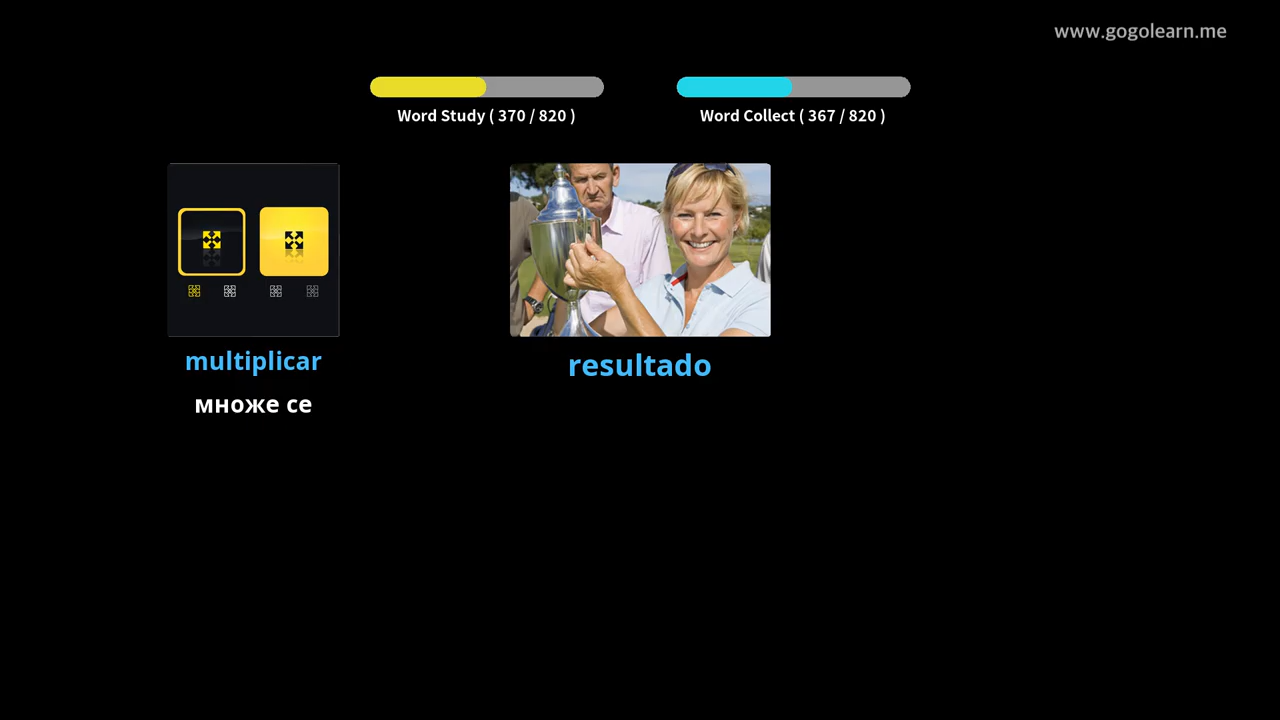 www.gogolearn.me
Word Study ( 370 / 820 )
Word Collect ( 367 / 820 )
multiplicar
множе се
resultado